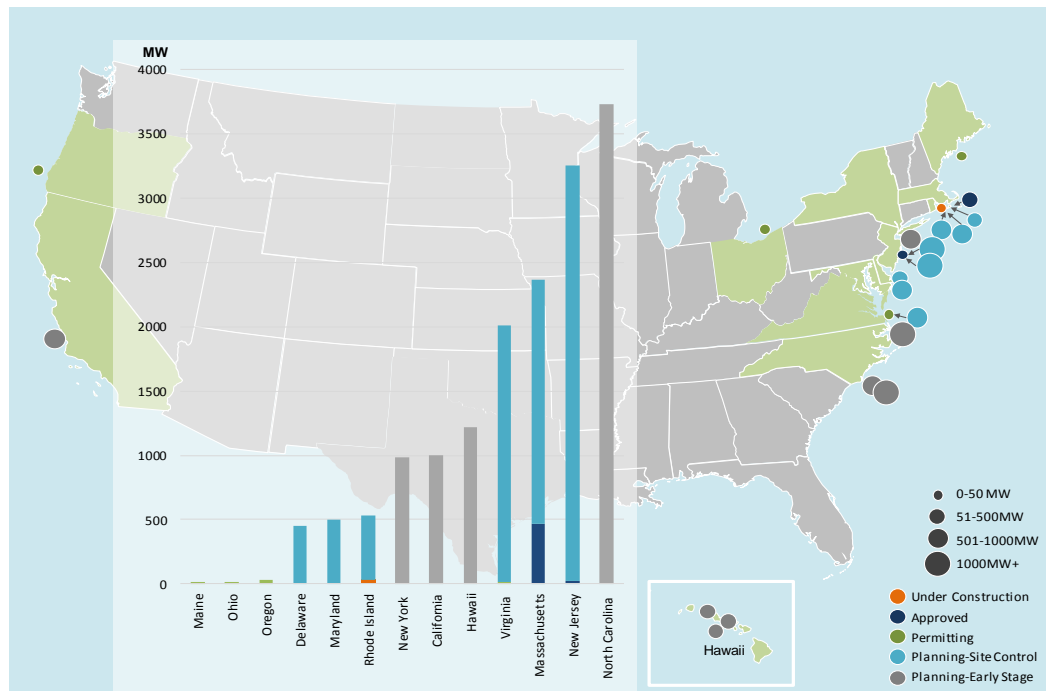 MW
4000
3500
3000
2500
2000
1500
1000
500
0
Maine
Ohio
Oregon
Delaware
Maryland
Rhode Island
New York
California
Hawaii
Virginia
Massachusetts
New Jersey
North Carolina
Hawaii
0-50 MW
51-500MW
501-1000MW
1000MW+
Under Construction
Approved
Permitting
Planning-Site Control
Planning-Early Stage